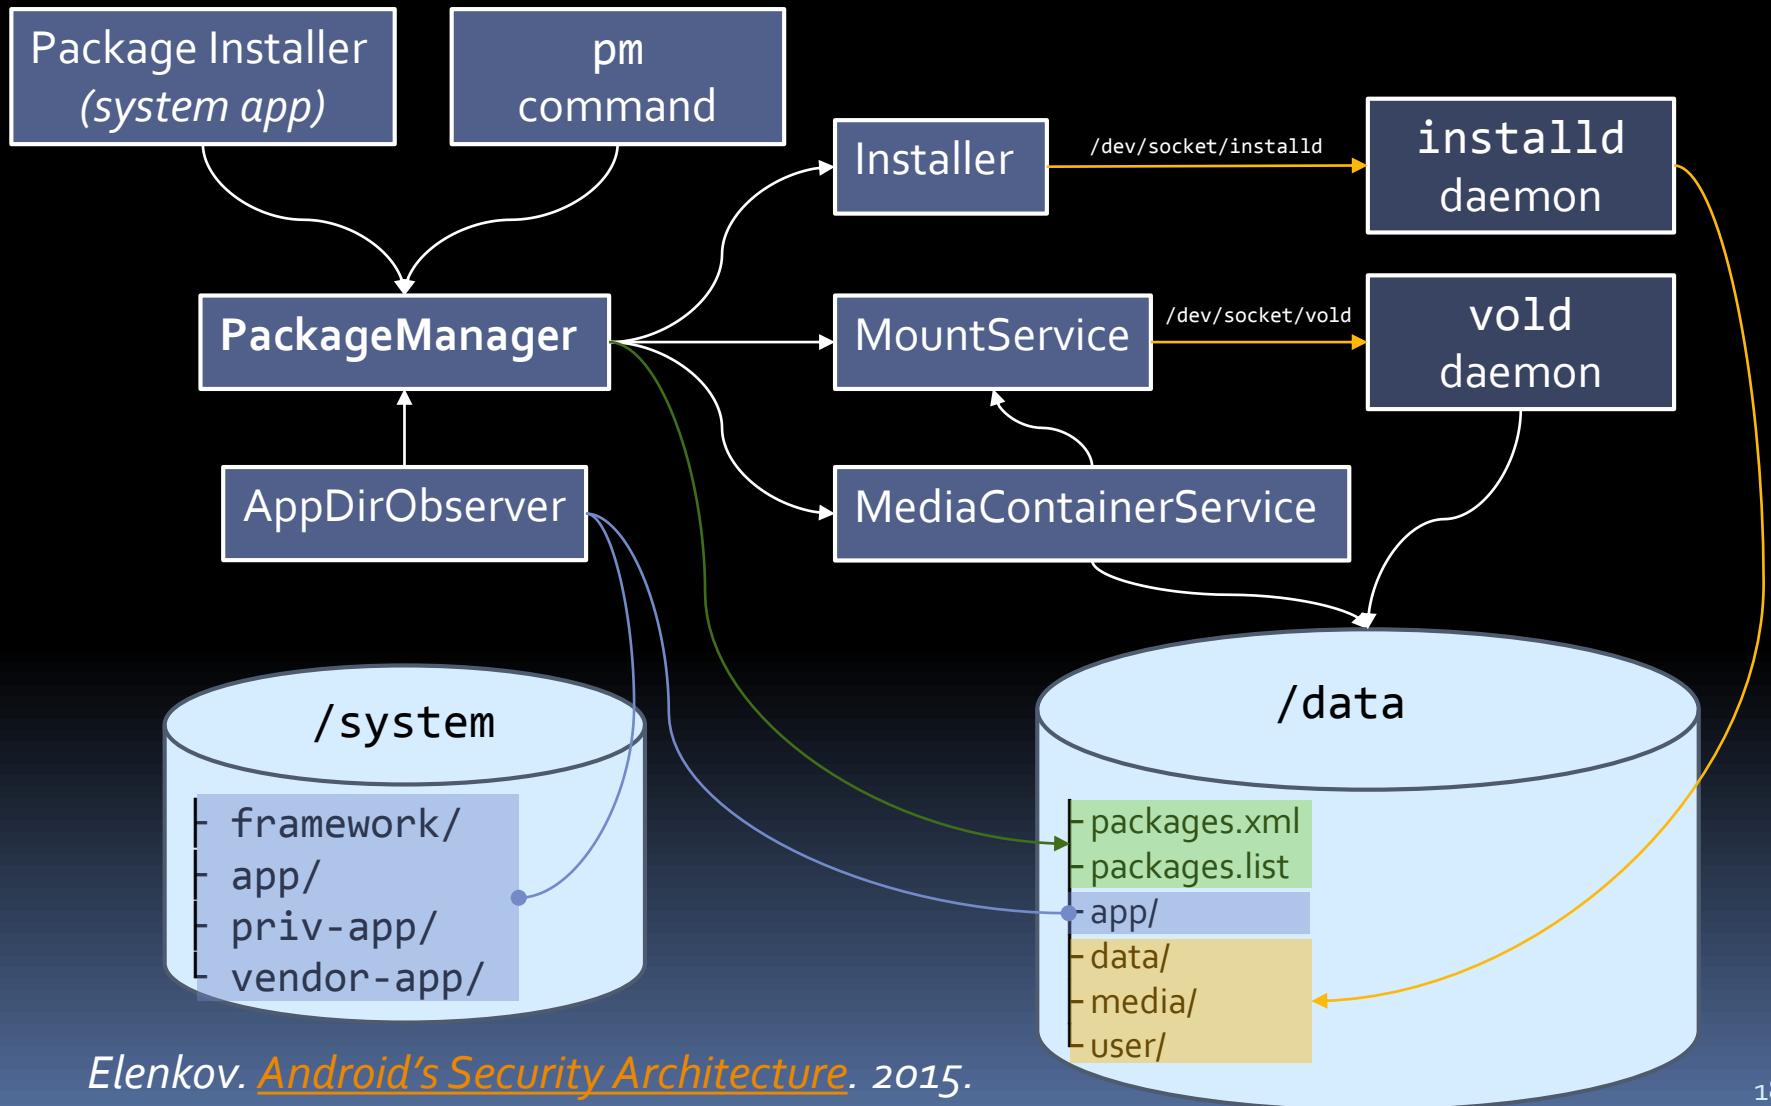 Package Installer
(system app)
pm
command
Installer
/dev/socket/installd
installd
daemon
PackageManager
MountService
/dev/socket/vold
vold
daemon
AppDirObserver
MediaContainerService
/system
framework/
app/
priv-app/
vendor-app/
/data
packages.xml
packages.list
app/
data/
media/
user/
Elenkov. Android's Security Architecture. 2015.